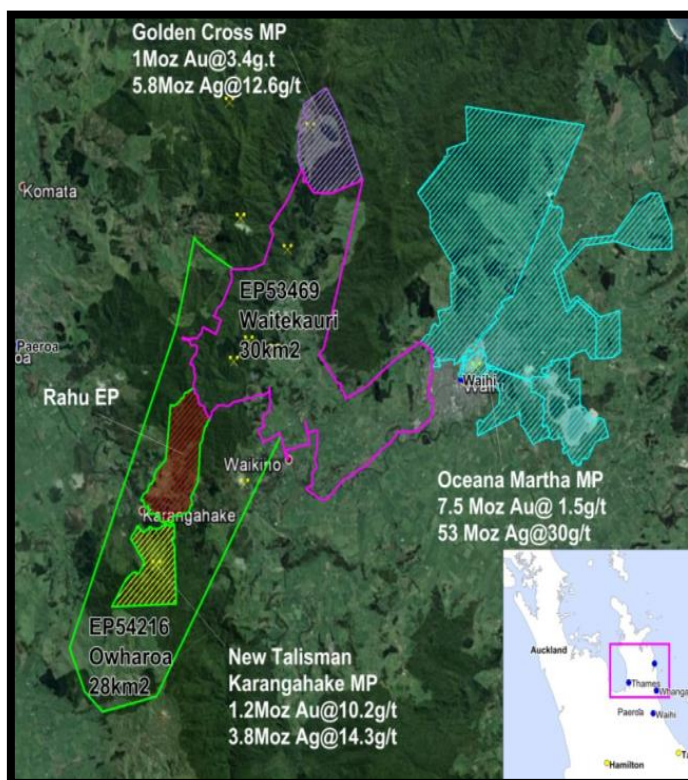 Golden Cross MP
1Moz Au@3.4g.t
5.8Moz Ag@12.6g/t
Komata
EP53469
Waitekauri
30km2
Paeroa
oa
Rahu EP
Waihi
Waikino
Oceana Martha MP
7.5 Moz Au@ 1.5g/t
53 Moz Ag@30g/t
Karangahake
EP54216
Owharoa
28km2
New Talisman
Karangahake MP
1.2Moz Au@10.2g/t
3.8Moz Ag@14.3g/t
Auckland
Thames
Whanga
Paeroa
Waihi
Hamilton
Ta